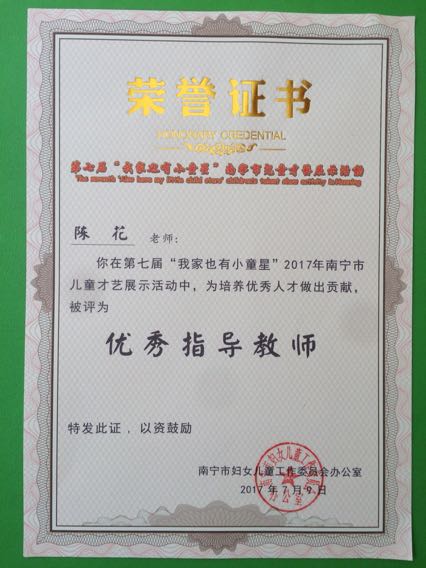 荣誉证书
HONORARY CREDENTIAL
第七届“我家也有小童星”南宁市儿童才艺展示活动
陈花 老师:
你在第七届“我家也有小童星”2017年南宁市
儿童才艺展示活动中，为培养优秀人才做出贡献，
被评为
优秀指导教师
特发此证，以资鼓励
南宁市妇女儿童工作委员会办公室
2017 年 7 月 9 日